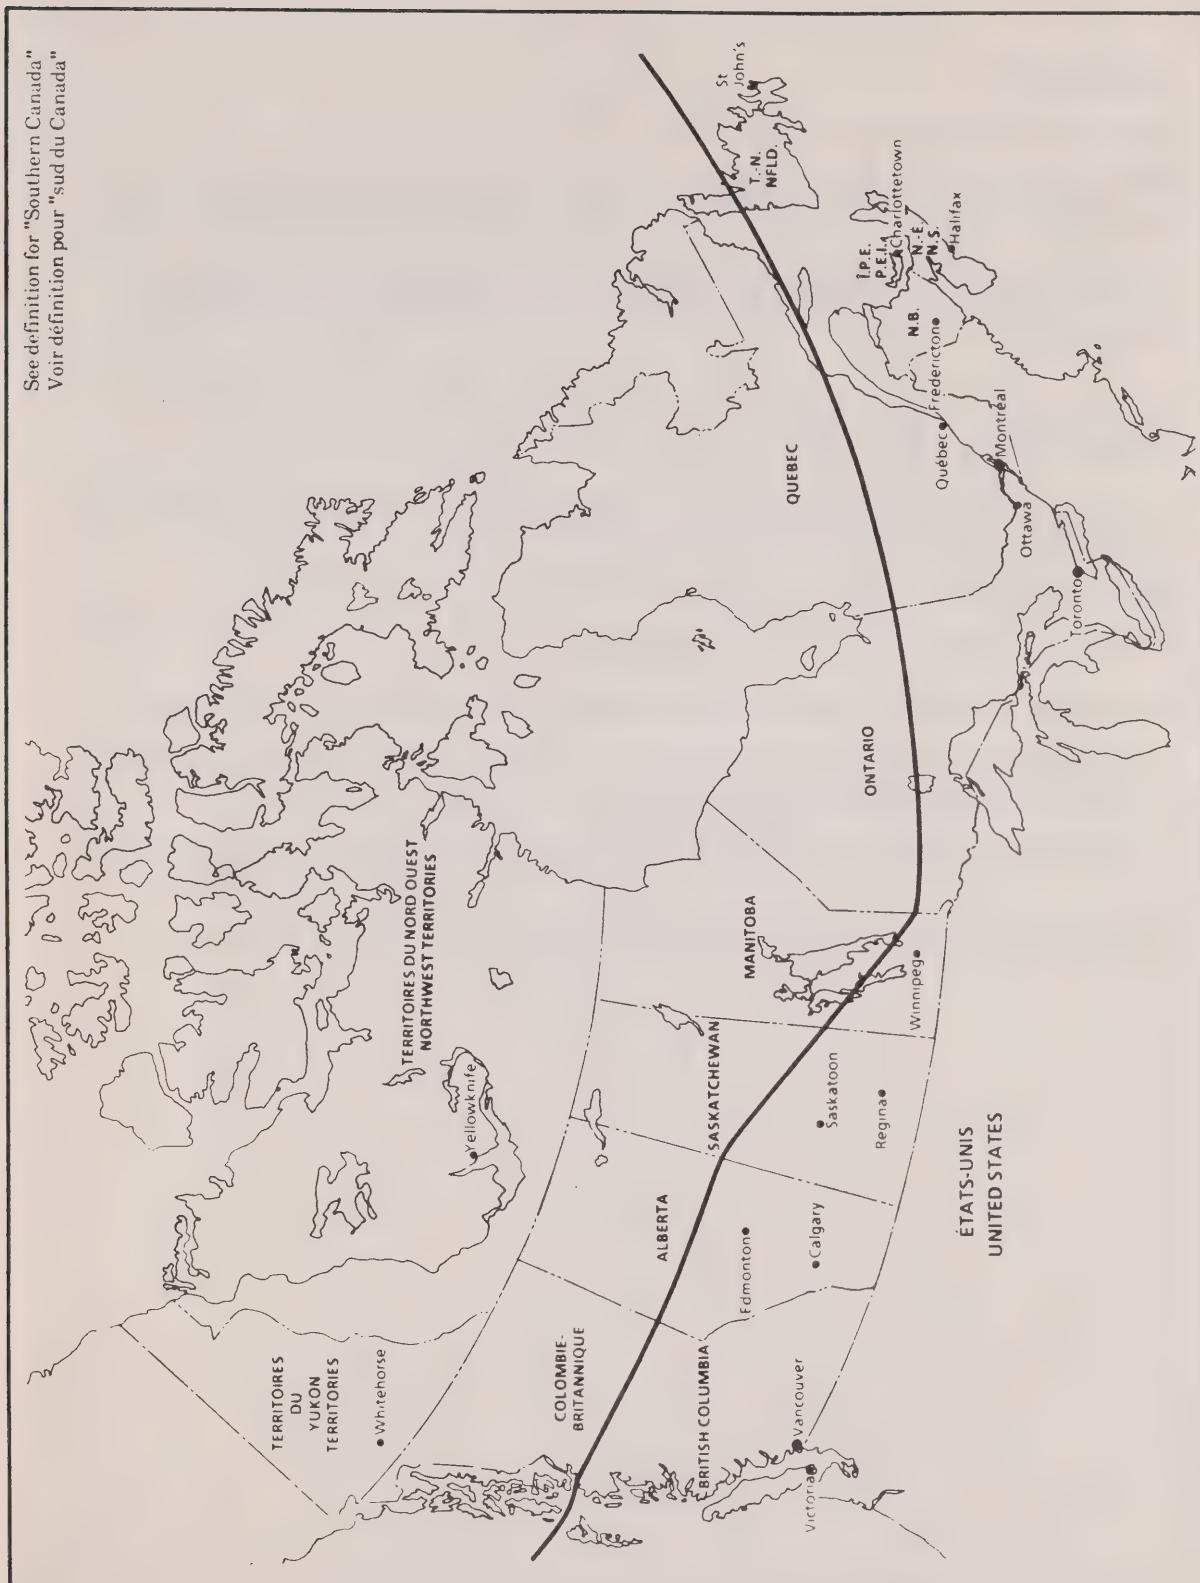 See definition for "Southern Canada"
Voir définition pour "sud du Canada"
TERRITOIRES
DU
YUKON
TERRITORIES
Whitehorse
TERRITOIRES DU NORD OUEST
NORTHWEST TERRITORIES
Yellowknife
COLOMBIE-
BRITANNIQUE
BRITISH COLUMBIA
Victoria
Vancouver
ALBERTA
Edmonton
Calgary
SASKATCHEWAN
Saskatoon
Regina
MANITOBA
Winnipeg
ONTARIO
Toronto
Ottawa
QUEBEC
Québec
Montréal
N.B.
Fredericton
Î.P.E.
P.E.I.
Charlottetown
N.-É.
N.S.
Halifax
T.-N.
NFLD.
St
John's
ÉTATS-UNIS
UNITED STATES